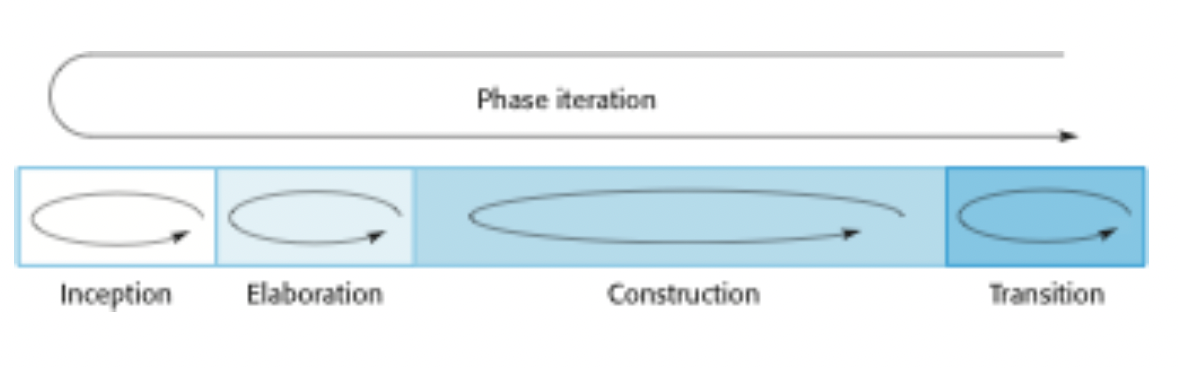 Phase iteration
Inception
Elaboration
Construction
Transition